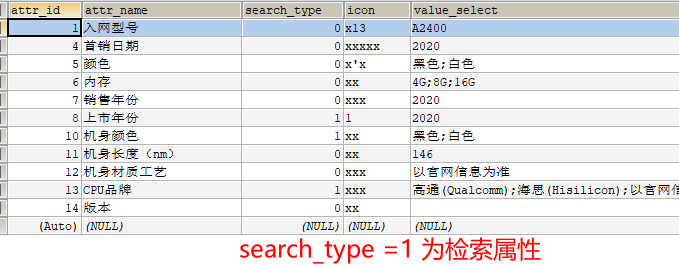 attr_id attr_name search_type icon value_select
1 入网型号 0 x13 A2400
4 首销日期 0 xxxxx 2020
5 颜色 0 x'x 黑色;白色
6 内存 0 xx 4G;8G;16G
7 销售年份 0 xxx 2020
8 上市年份 1 1 2020
10 机身颜色 1 xx 黑色;白色
11 机身长度（nm） 0 xx 146
12 机身材质工艺 0 xxx 以官网信息为准
13 CPU品牌 1 xxx 高通(Qualcomm);海思(Hisilicon);以官网信
14 版本 0 xx
(Auto) (NULL) (NULL) (NULL) (NULL)
search_type =1 为检索属性